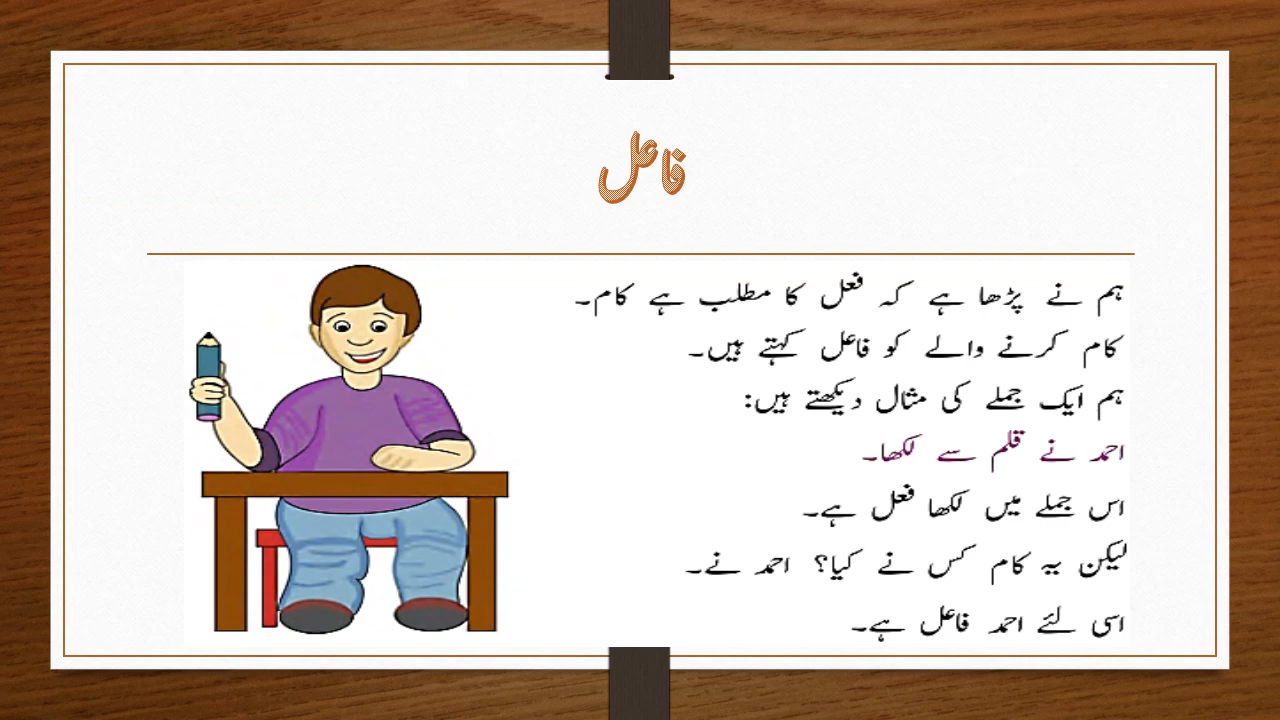 فاعل
ہم نے پڑھا ہے کہ فعل کا مطلب ہے کام۔
کام کرنے والے کو فاعل کہتے ہیں۔
ہم ایک جملے کی مثال دیکھتے ہیں:
احمد نے قلم سے لکھا۔
اس جملے میں لکھا فعل ہے۔
لیکن یہ کام کس نے کیا؟ احمد نے۔
اسی لئے احمد فاعل ہے۔